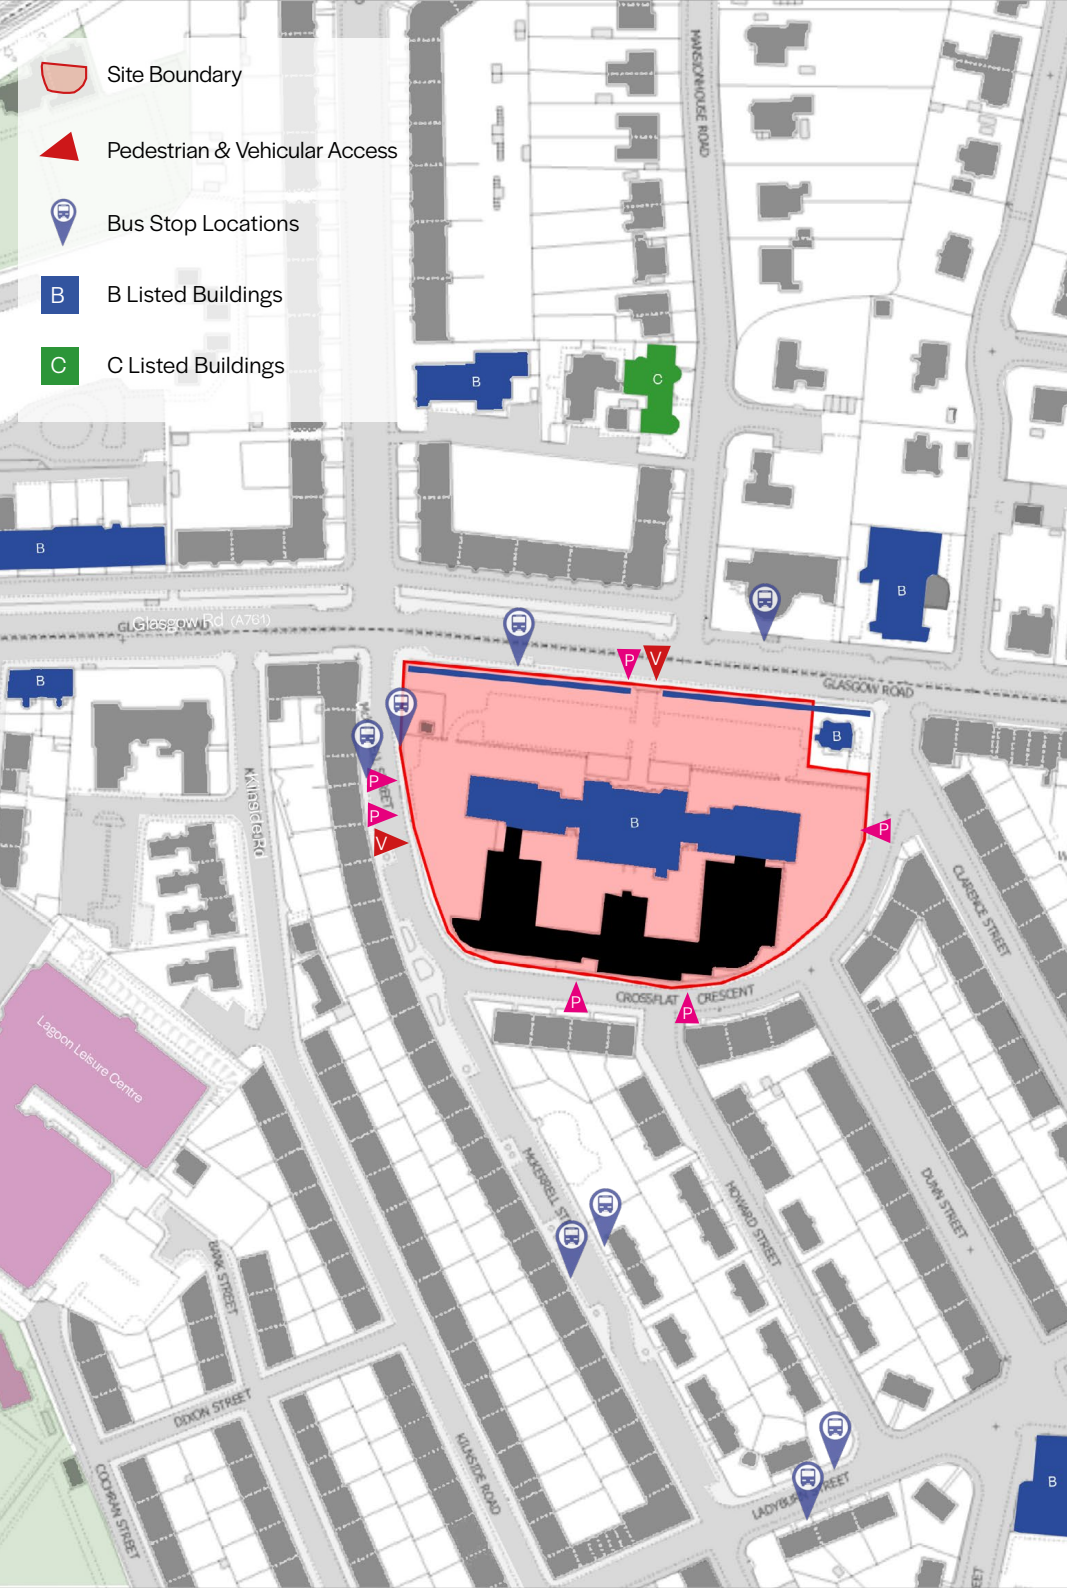 Site Boundary
Pedestrian & Vehicular Access
Bus Stop Locations
B
B Listed Buildings
C
C Listed Buildings
MANSIONHOUSE ROAD
B
C
B
B
Glasgow Rd (A761)
P
V
GLASGOW ROAD
B
B
P
P
V
B
P
Kilnside Rd
CLARENCE STREET
P
CROSSFLAT CRESCENT
P
Lagoon Leisure Centre
McKERRELL ST
HOWARD STREET
DUNN STREET
BANK STREET
DIXON STREET
KILNSIDE ROAD
COCHRAN STREET
B